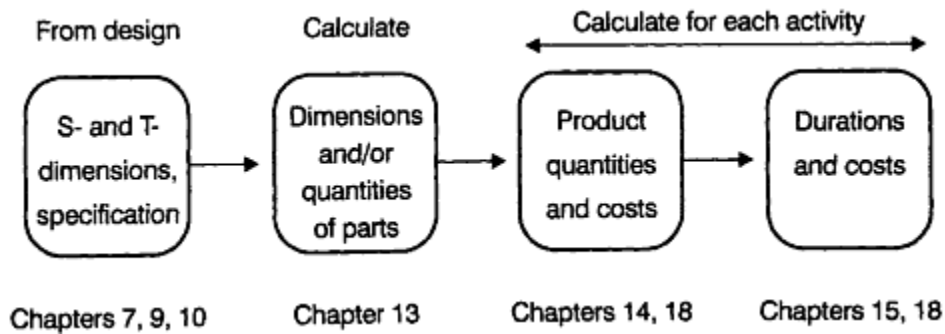 From design
Calculate
Calculate for each activity
S- and T-
dimensions,
specification
Dimensions
and/or
quantities
of parts
Product
quantities
and costs
Durations
and costs
Chapters 7, 9, 10
Chapter 13
Chapters 14, 18
Chapters 15, 18